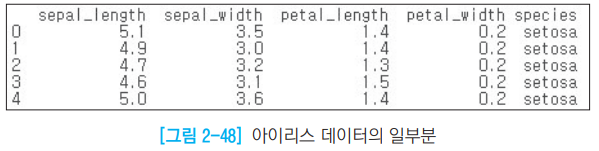 sepal_length sepal_width petal_length petal_width species
0 5.1 3.5 1.4 0.2 setosa
1 4.9 3.0 1.4 0.2 setosa
2 4.7 3.2 1.3 0.2 setosa
3 4.6 3.1 1.5 0.2 setosa
4 5.0 3.6 1.4 0.2 setosa
[그림 2-48] 아이리스 데이터의 일부분